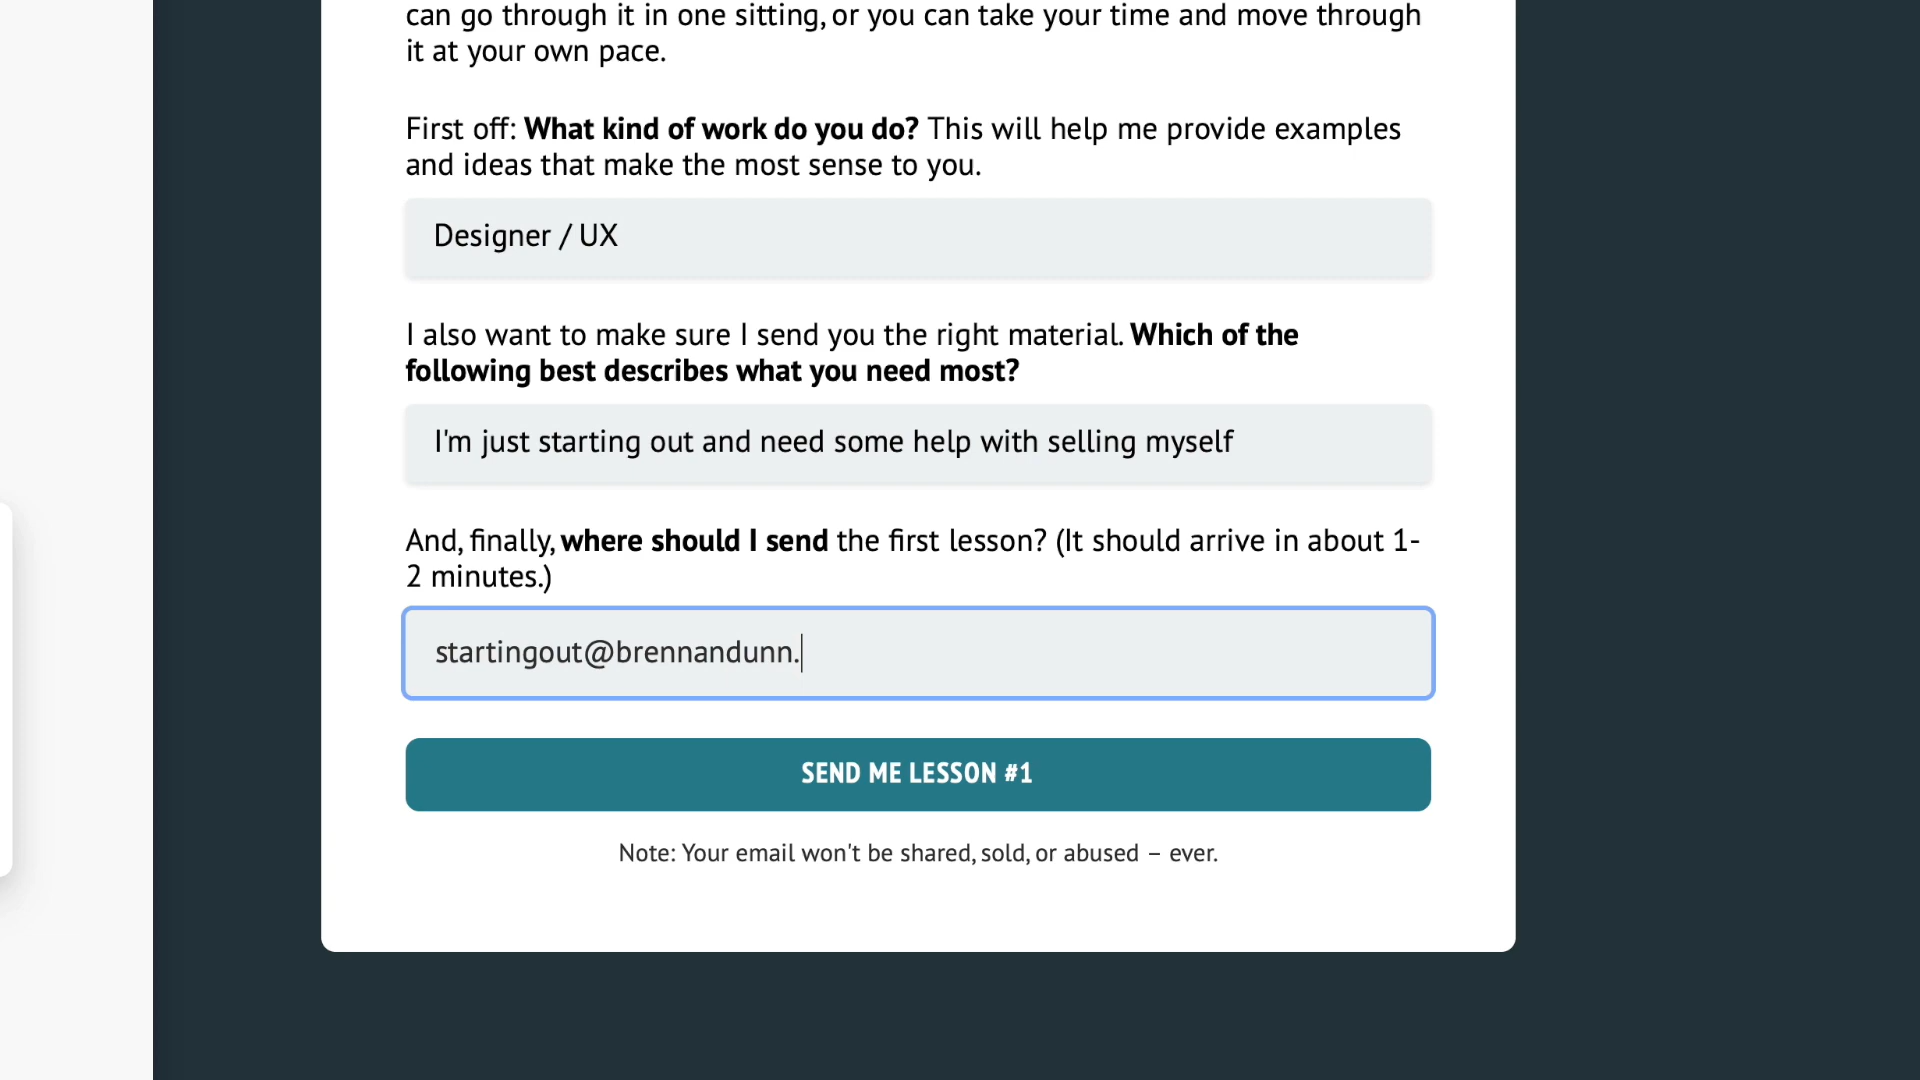 can go through it in one sitting, or you can take your time and move through
it at your own pace.
First off: What kind of work do you do? This will help me provide examples
and ideas that make the most sense to you.
Designer / UX
I also want to make sure I send you the right material. Which of the
following best describes what you need most?
I'm just starting out and need some help with selling myself
And, finally, where should I send the first lesson? (It should arrive in about 1-
2 minutes.)
startingout@brennandunn.
SEND ME LESSON #1
Note: Your email won't be shared, sold, or abused – ever.